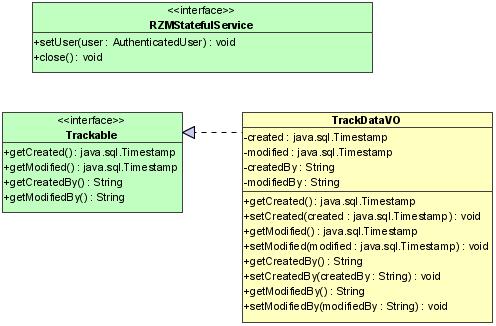 <<interface>>
RZMStatefulService
+setUser(user : AuthenticatedUser) : void
+close() : void
<<interface>>
Trackable
+getCreated() : java.sql.Timestamp
+getModified() : java.sql.Timestamp
+getCreatedBy() : String
+getModifiedBy() : String
TrackDataVO
-created : java.sql.Timestamp
-modified : java.sql.Timestamp
-createdBy : String
-modifiedBy : String
+getCreated() : java.sql.Timestamp
+setCreated(created : java.sql.Timestamp) : void
+getModified() : java.sql.Timestamp
+setModified(modified : java.sql.Timestamp) : void
+getCreatedBy() : String
+setCreatedBy(createdBy : String) : void
+getModifiedBy() : String
+setModifiedBy(modifiedBy : String) : void